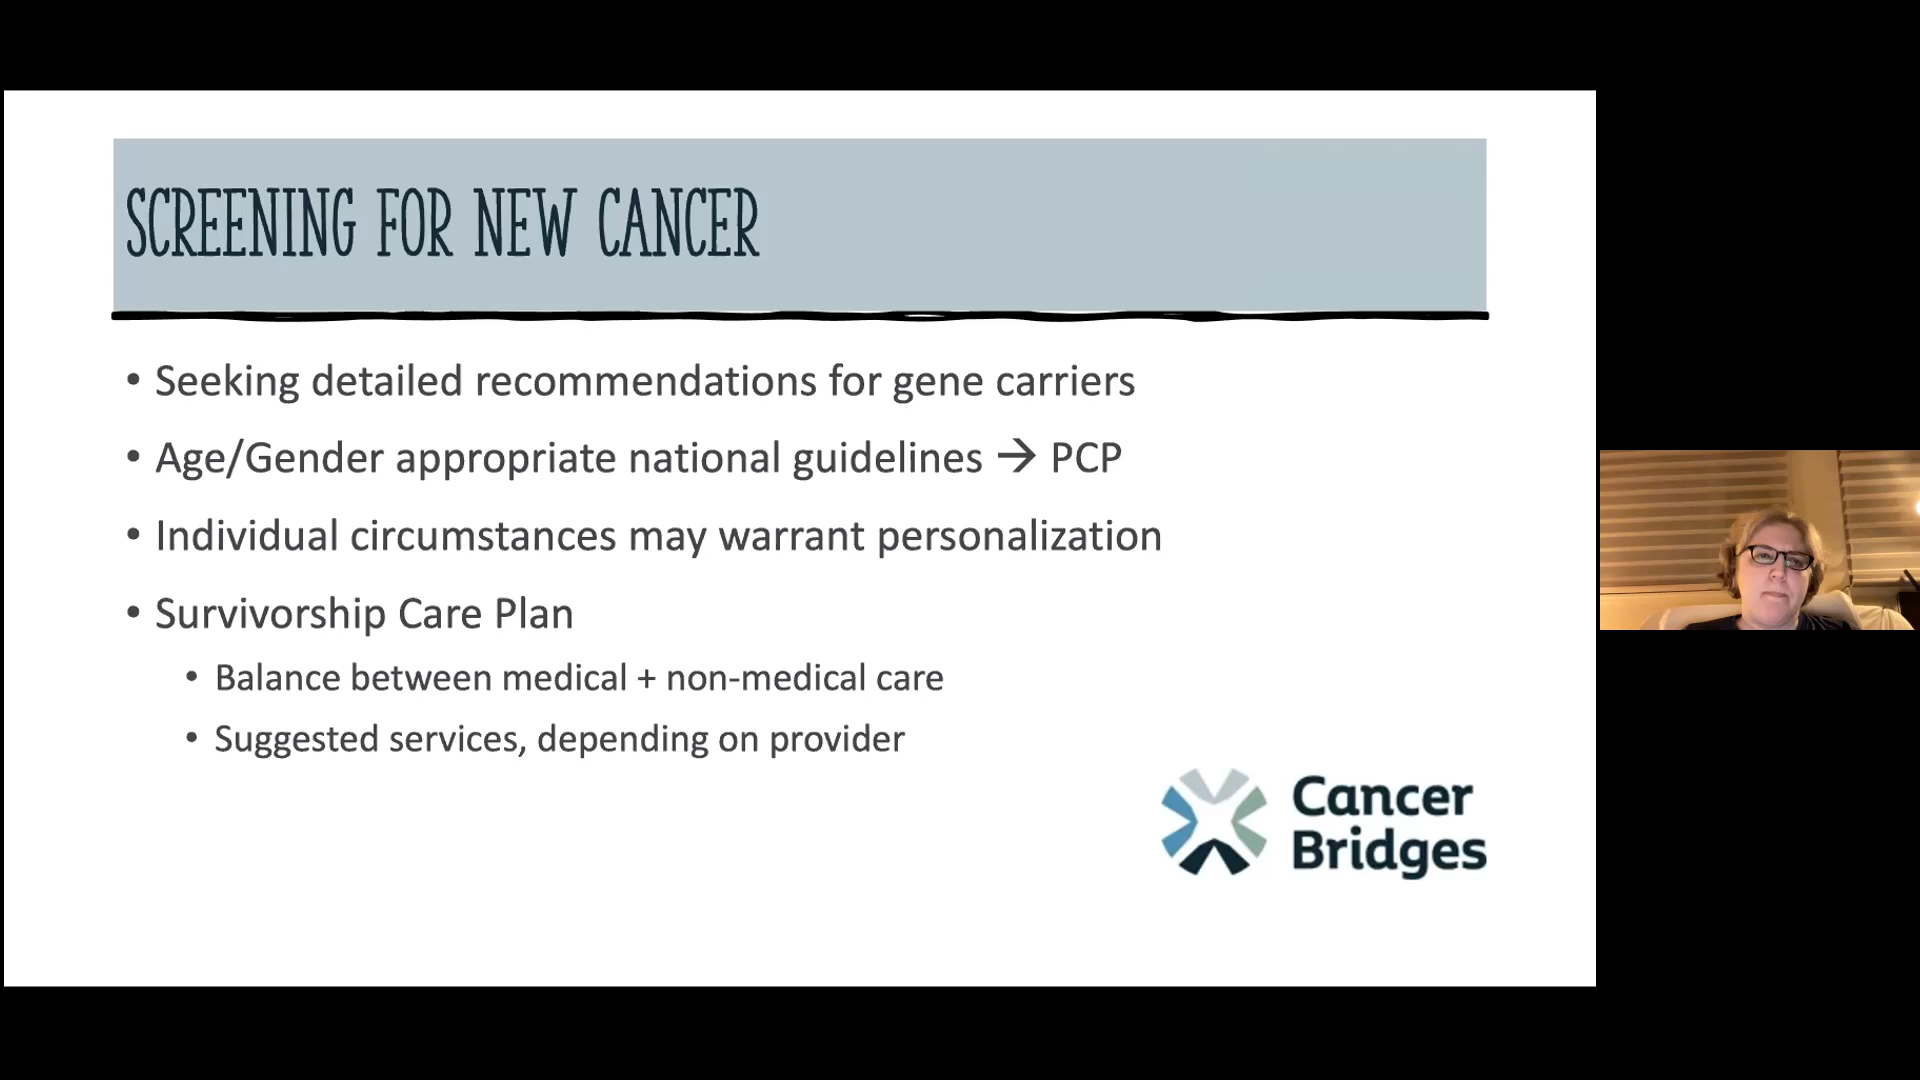 SCREENING FOR NEW CANCER
• Seeking detailed recommendations for gene carriers
• Age/Gender appropriate national guidelines → PCP
• Individual circumstances may warrant personalization
• Survivorship Care Plan
• Balance between medical + non-medical care
• Suggested services, depending on provider
Cancer
Bridges